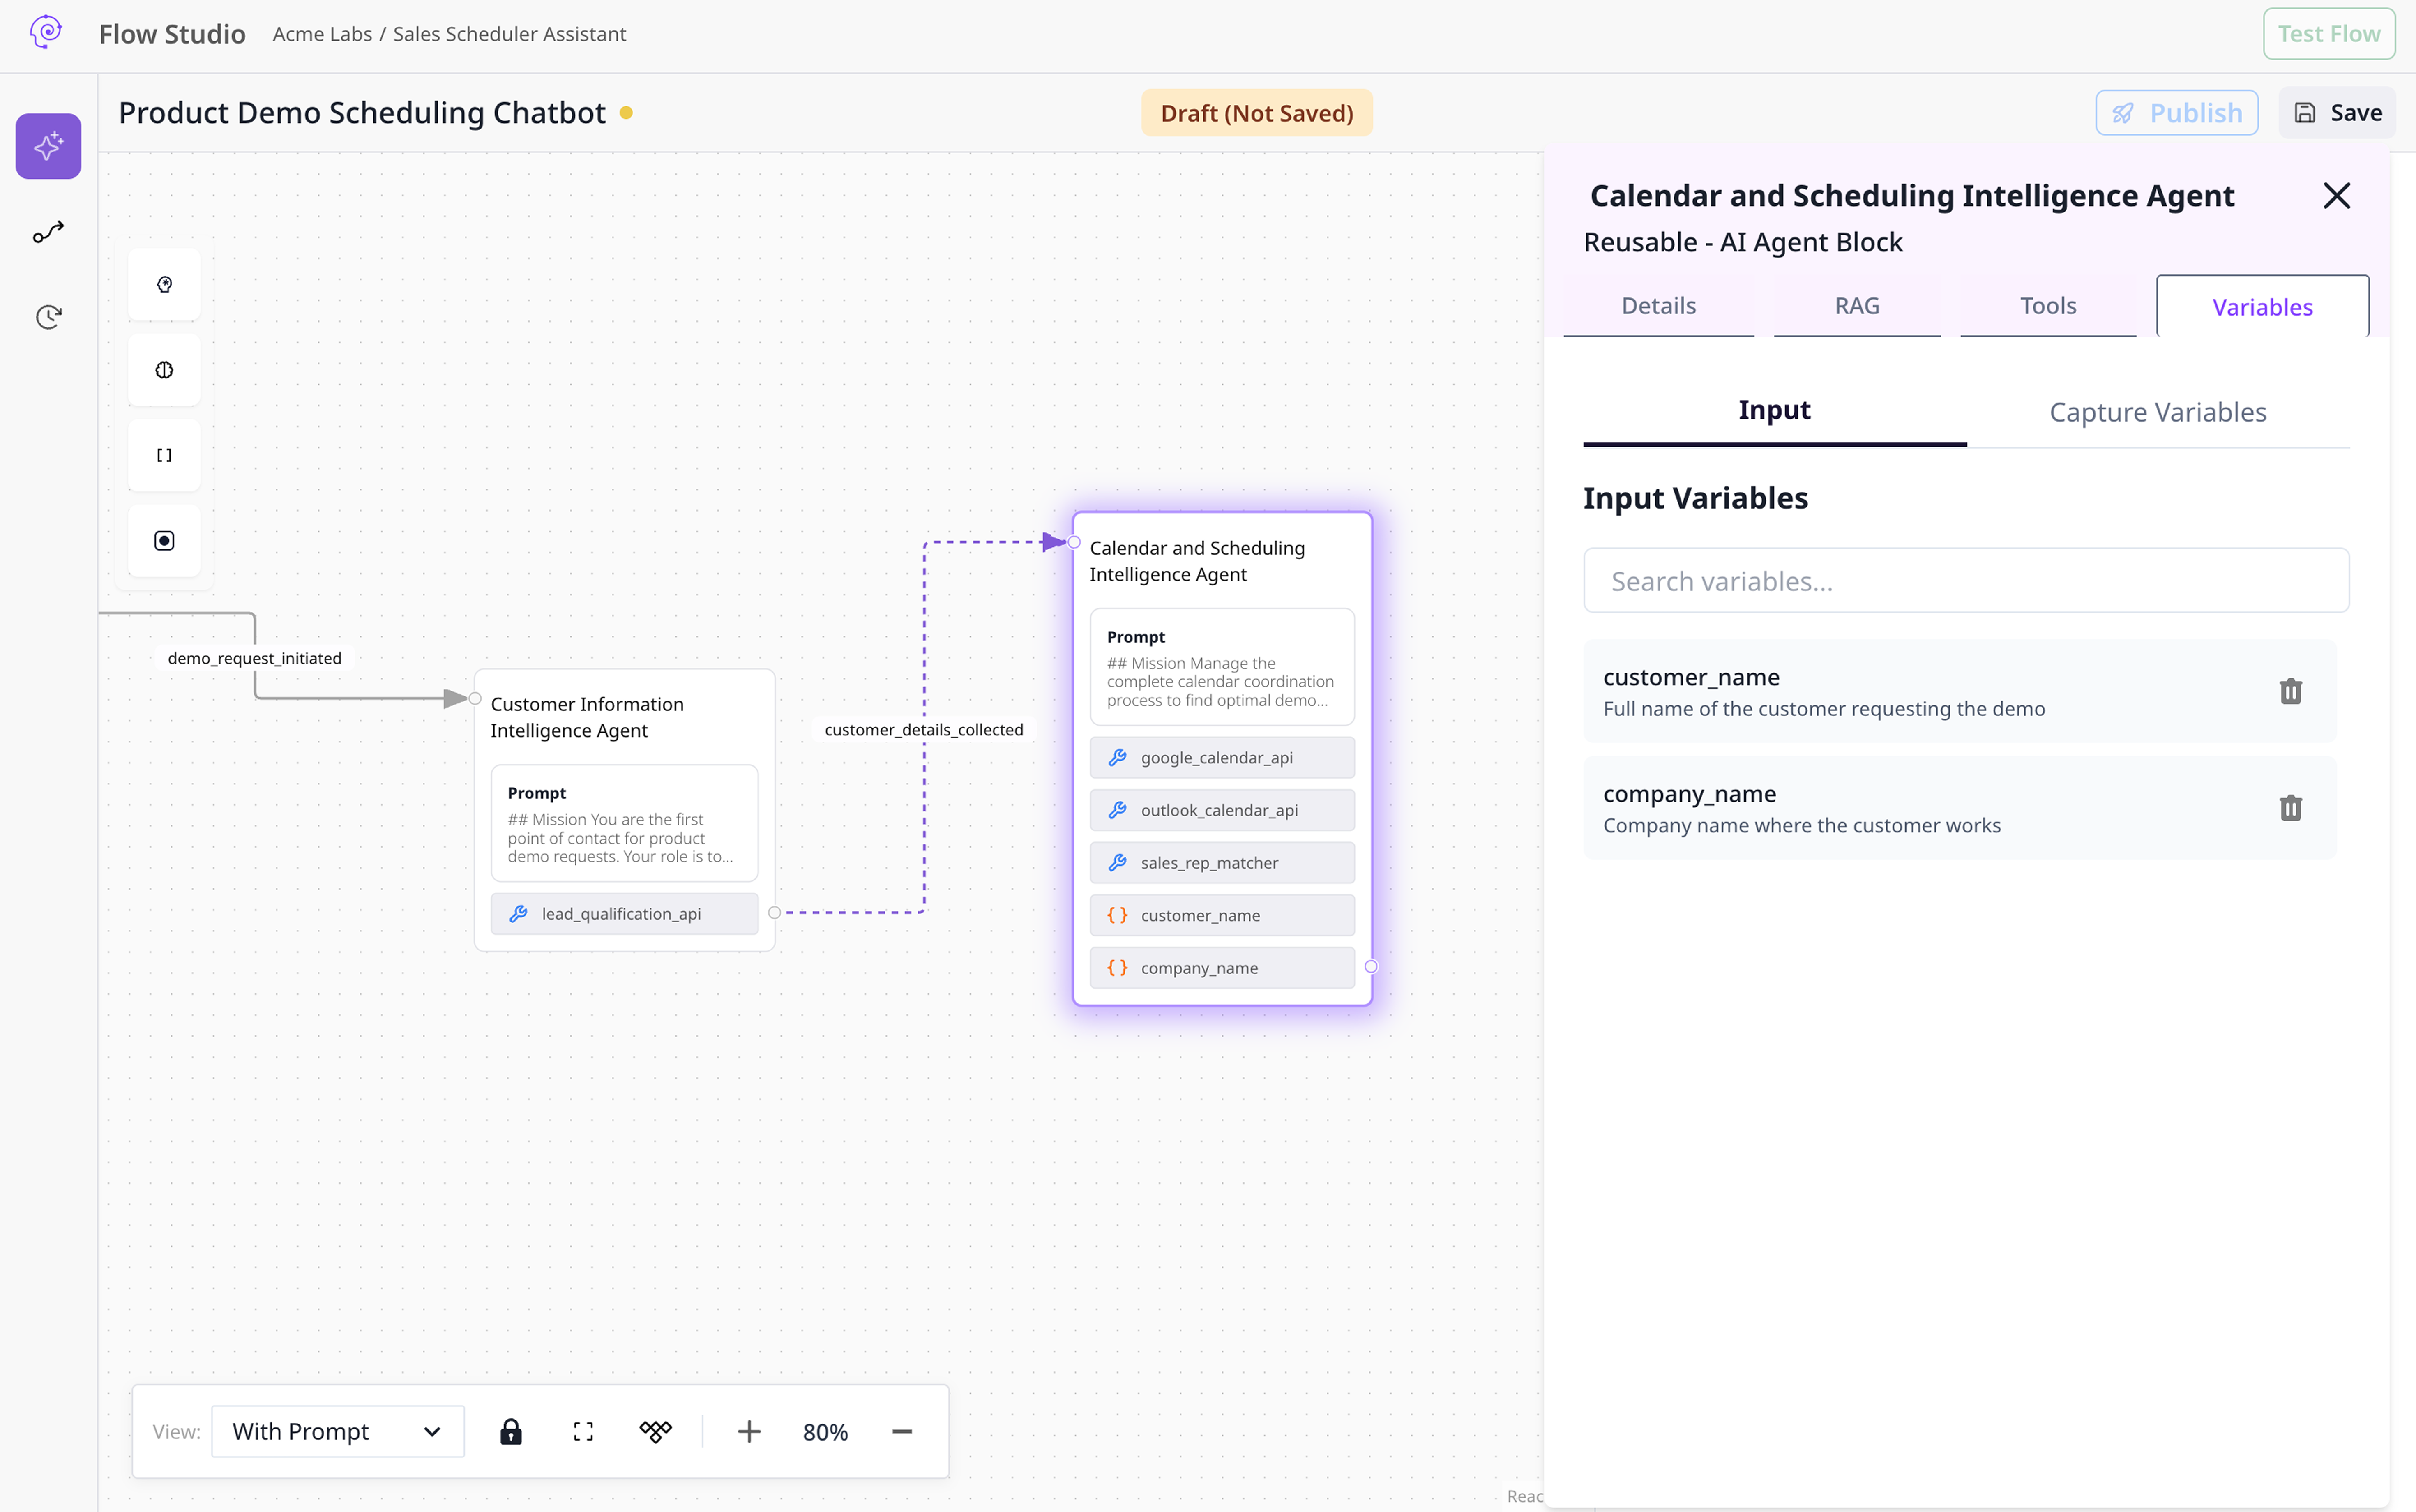 Flow Studio
Acme Labs / Sales Scheduler Assistant
Test Flow
Product Demo Scheduling Chatbot
Draft (Not Saved)
Publish
Save
demo_request_initiated
Customer Information
Intelligence Agent
Prompt
## Mission You are the first
point of contact for product
demo requests. Your role is to...
lead_qualification_api
customer_details_collected
Calendar and Scheduling
Intelligence Agent
Prompt
## Mission Manage the
complete calendar coordination
process to find optimal demo...
google_calendar_api
outlook_calendar_api
sales_rep_matcher
{} customer_name
{} company_name
View:
With Prompt
80%
Reac
Calendar and Scheduling Intelligence Agent
Reusable - AI Agent Block
Details
RAG
Tools
Variables
Input
Capture Variables
Input Variables
Search variables...
customer_name
Full name of the customer requesting the demo
company_name
Company name where the customer works